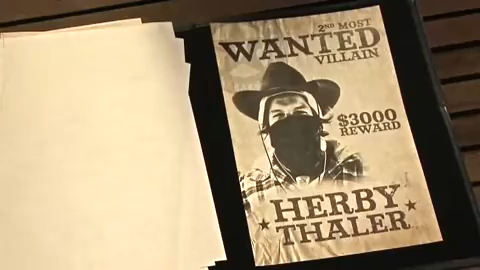 2ND MOST
WANTED
VILLAIN
$3000
REWARD
HERBY
THALER